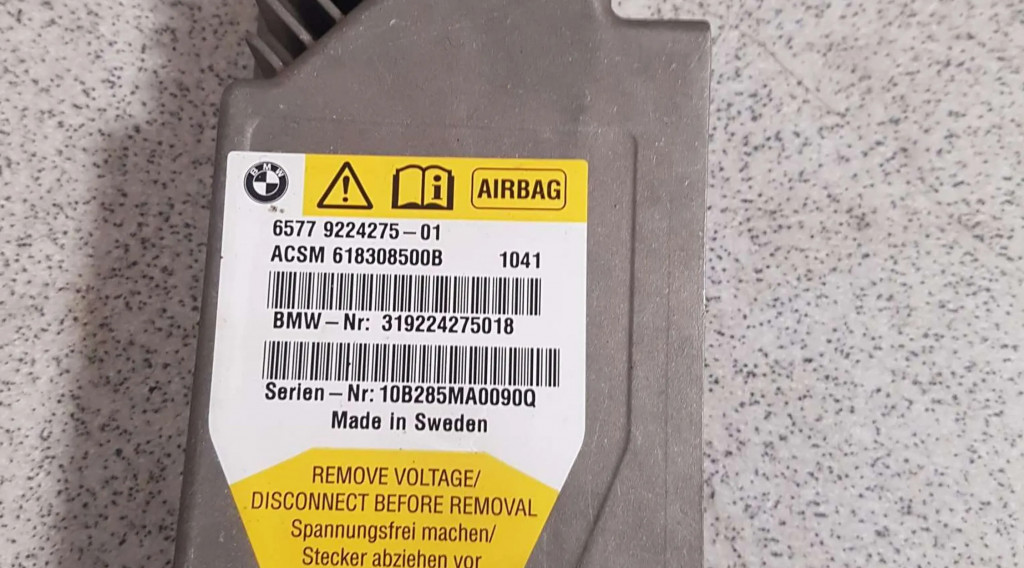 BMW
AIRBAG
6577 9224275-01
ACSM 618308500B 1041
BMW-Nr: 319224275018
Serien-Nr: 10B285MA0090Q
Made in Sweden
REMOVE VOLTAGE/
DISCONNECT BEFORE REMOVAL
Spannungsfrei machen/
Stecker abziehen vor